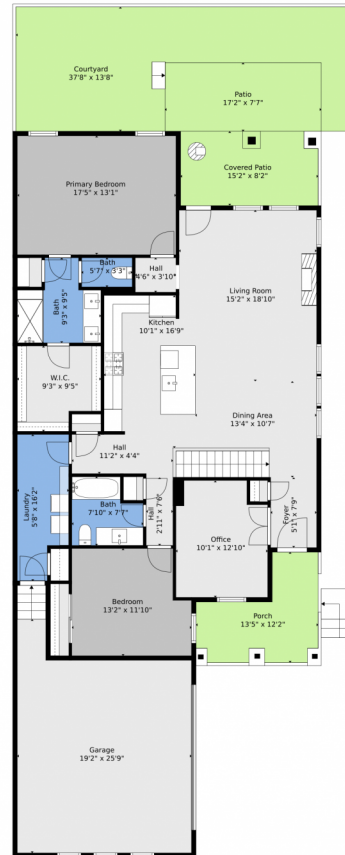 Courtyard
37'8" x 13'8"
Patio
17'2" x 7'7"
Covered Patio
15'2" x 8'2"
Primary Bedroom
17'5" x 13'1"
Bath
5'7" x 3'3"
Hall
4'6" x 3'10"
Bath
9'3" x 9'5"
Living Room
15'2" x 18'10"
Kitchen
10'1" x 16'9"
W.I.C.
9'3" x 9'5"
Dining Area
13'4" x 10'7"
Hall
11'2" x 4'4"
Laundry
5'8" x 16'2"
Bath
7'10" x 7'7"
Hall
2'11" x 7'6"
Office
10'1" x 12'10"
Foyer
5'1" x 7'9"
Bedroom
13'2" x 11'10"
Porch
13'5" x 12'2"
Garage
19'2" x 25'9"